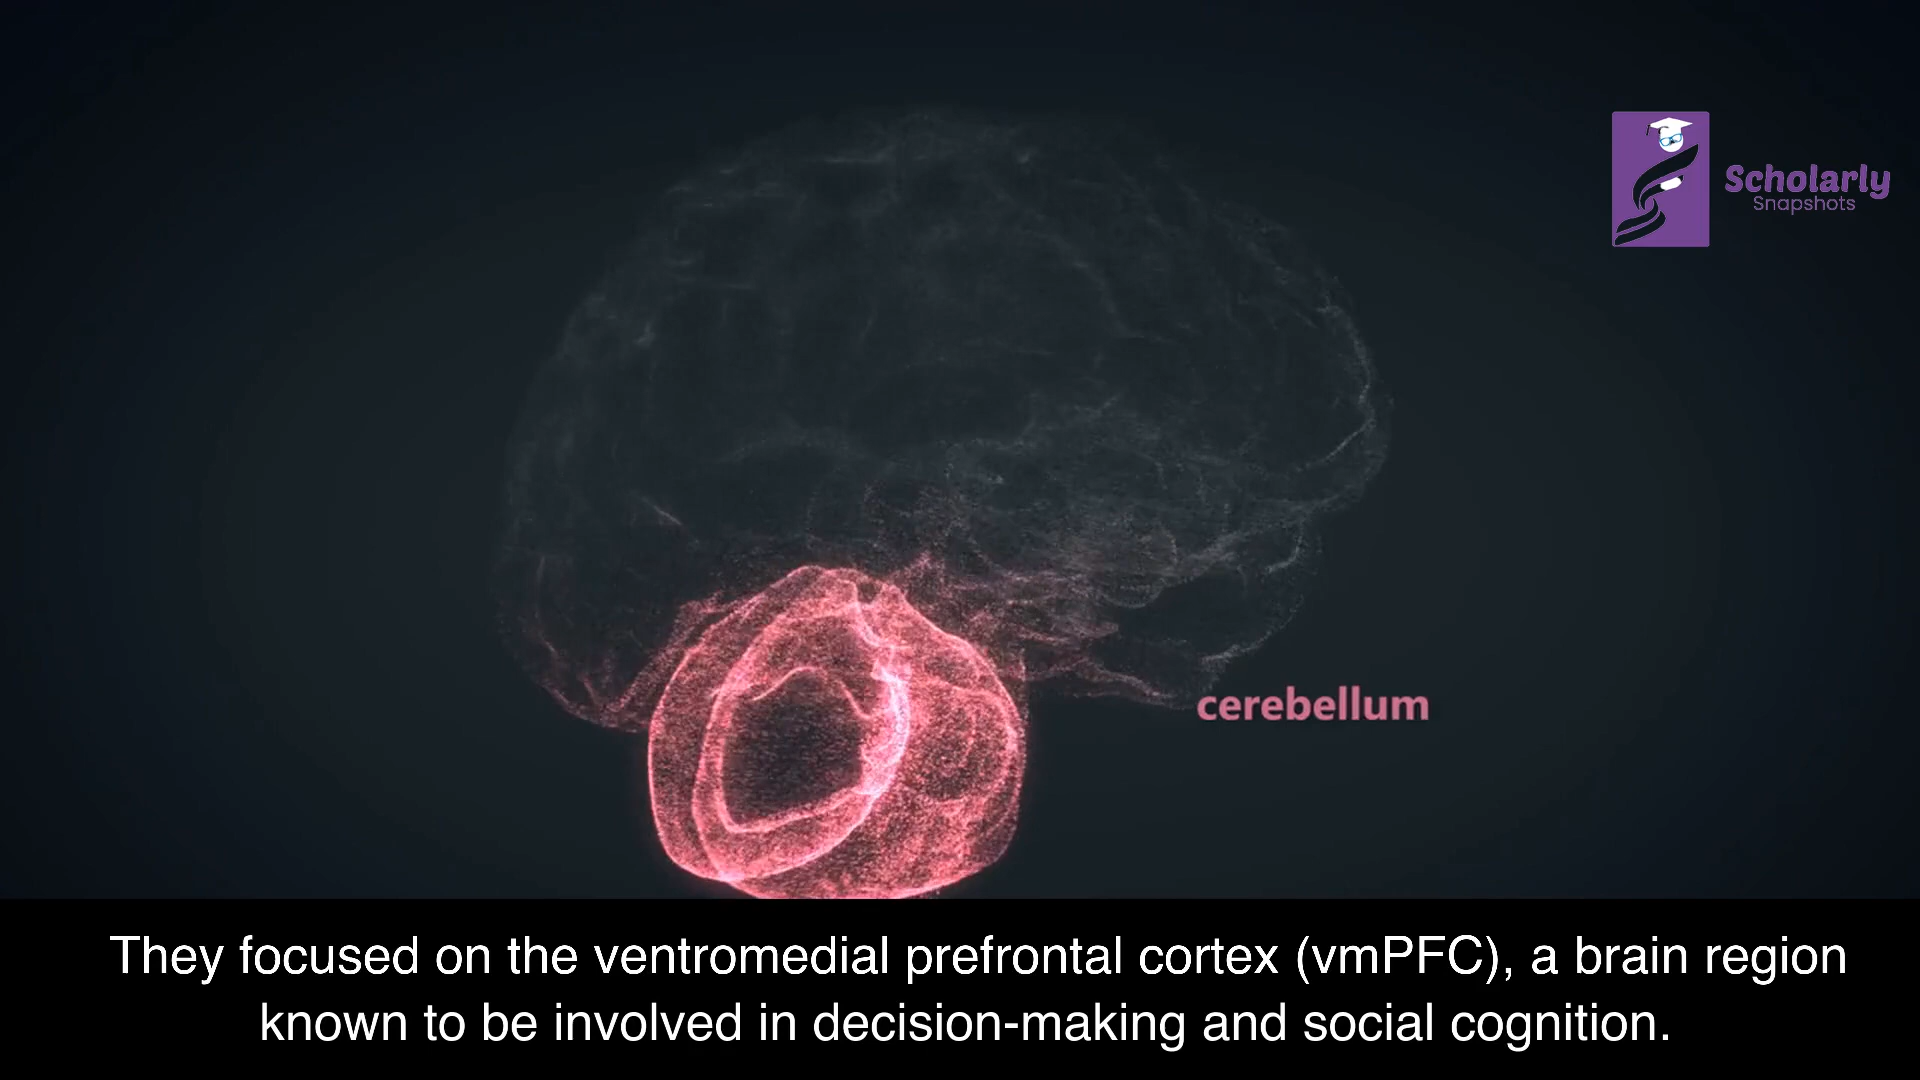 Scholarly
Snapshots
cerebellum
They focused on the ventromedial prefrontal cortex (vmPFC), a brain region
known to be involved in decision-making and social cognition.